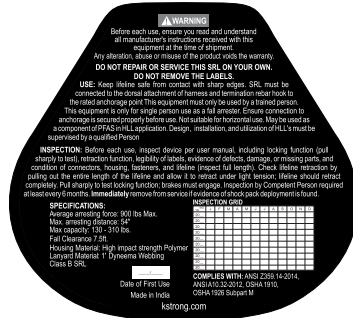 WARNING
Before each use, ensure you read and understand
all manufacturer's instructions received with this
equipment at the time of shipment.
Any alteration, abuse or misuse of the product voids the warranty.
DO NOT REPAIR OR SERVICE THIS SRL ON YOUR OWN.
DO NOT REMOVE THE LABELS.
USE: Keep lifeline safe from contact with sharp edges. SRL must be
connected to the dorsal attachment of harness and termination rebar hook to
the rated anchorage point This equipment must only be used by a trained person.
This equipment is only for single person use as a fall arrester. Ensure connection to
anchorage is secured properly before use. Not suitable for horizontal use. May be used as
a component of PFAS in HLL application. Design, installation, and utilization of HLL's must be
supervised by a qualified Person
INSPECTION: Before each use, inspect device per user manual, including locking function (pull
sharply to test), retraction function, legibility of labels, evidence of defects, damage, or missing parts, and
condition of connectors, housing, fasteners, and lifeline (inspect full length). Check lifeline retraction by
pulling out the entire length of the lifeline and allow it to retract under light tension; lifeline should retract
completely. Pull sharply to test locking function; brakes must engage. Inspection by Competent Person required
at least every 6 months. Immediately remove from service if evidence of shock pack deployment is found.
SPECIFICATIONS:
Average arresting force: 900 lbs Max.
Max. arresting distance: 54"
Max capacity: 130 - 310 lbs.
Fall Clearance 7.5ft.
Housing Material: High impact strength Polymer
Lanyard Material: 1' Dyneema Webbing
Class B SRL
INSPECTION GRID
J F M A M J J A S O N D
Date of First Use
Made in India
COMPLIES WITH: ANSI Z359.14-2014,
ANSI A10.32-2012, OSHA 1910,
OSHA 1926 Subpart M
kstrong.com